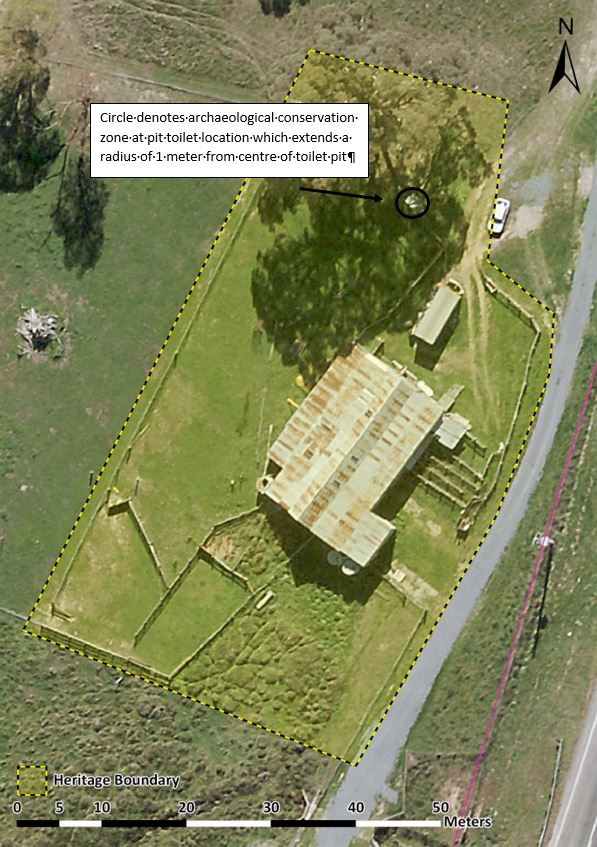 N
Circle·denotes·archaeological·conservation·
zone·at·pit·toilet·location·which·extends·a·
radius·of·1·meter·from·centre·of·toilet·pit¶
Heritage Boundary
0 5 10 20 30 40 50
Meters